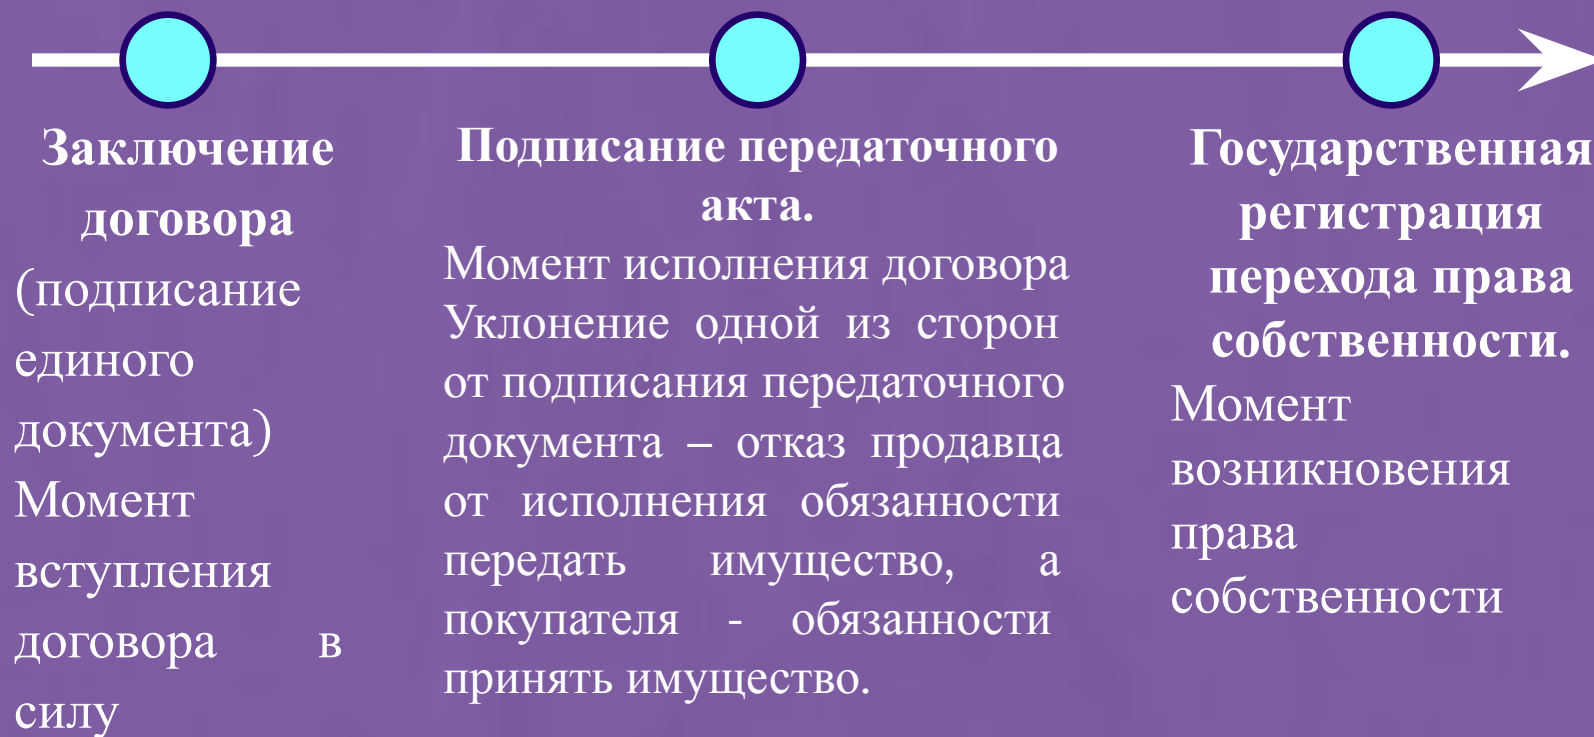 Заключение
договора
(подписание
единого
документа)
Момент
вступления
договора в
силу
Подписание передаточного
акта.
Момент исполнения договора
Уклонение одной из сторон
от подписания передаточного
документа – отказ продавца
от исполнения обязанности
передать имущество, а
покупателя - обязанности
принять имущество.
Государственная
регистрация
перехода права
собственности.
Момент
возникновения
права
собственности